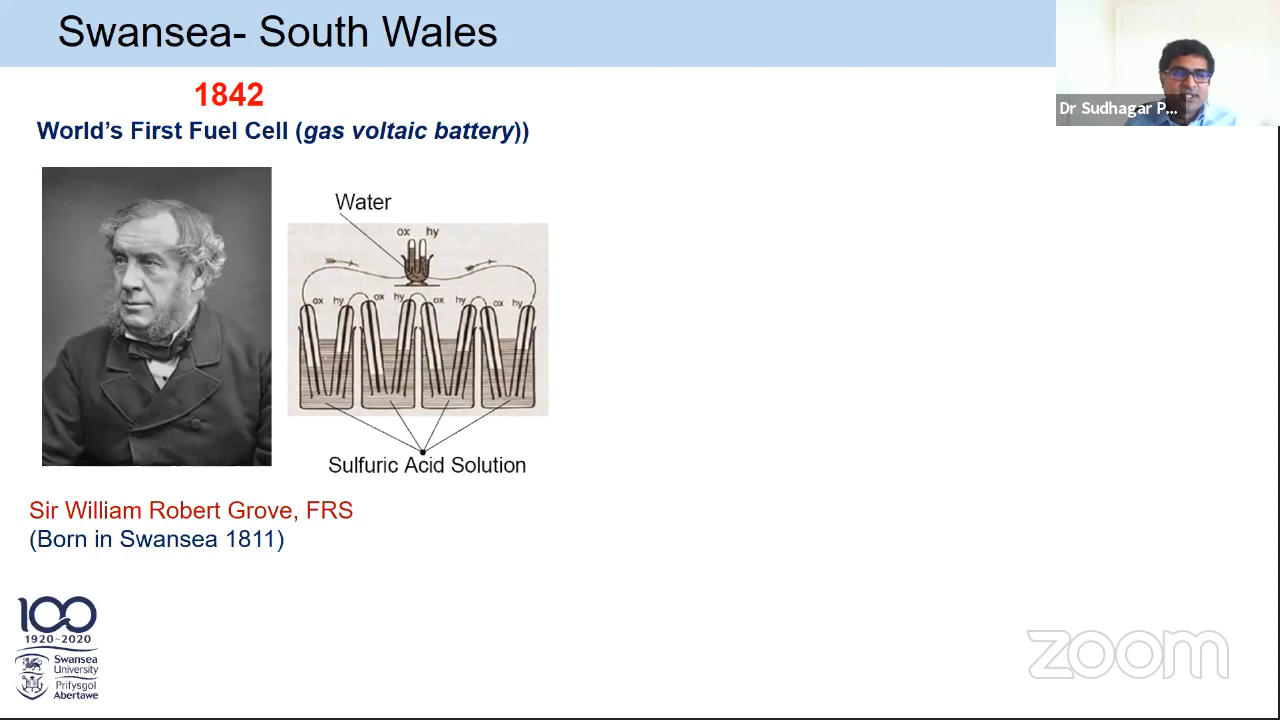 Swansea- South Wales
Dr Sudhagar P...
1842
World's First Fuel Cell (gas voltaic battery))
Water
ox hy
ox hy ox hy ox hy ox hy
Sulfuric Acid Solution
Sir William Robert Grove, FRS
(Born in Swansea 1811)
100
1920-2020
Swansea
University
Prifysgol
Abertawe
zoom